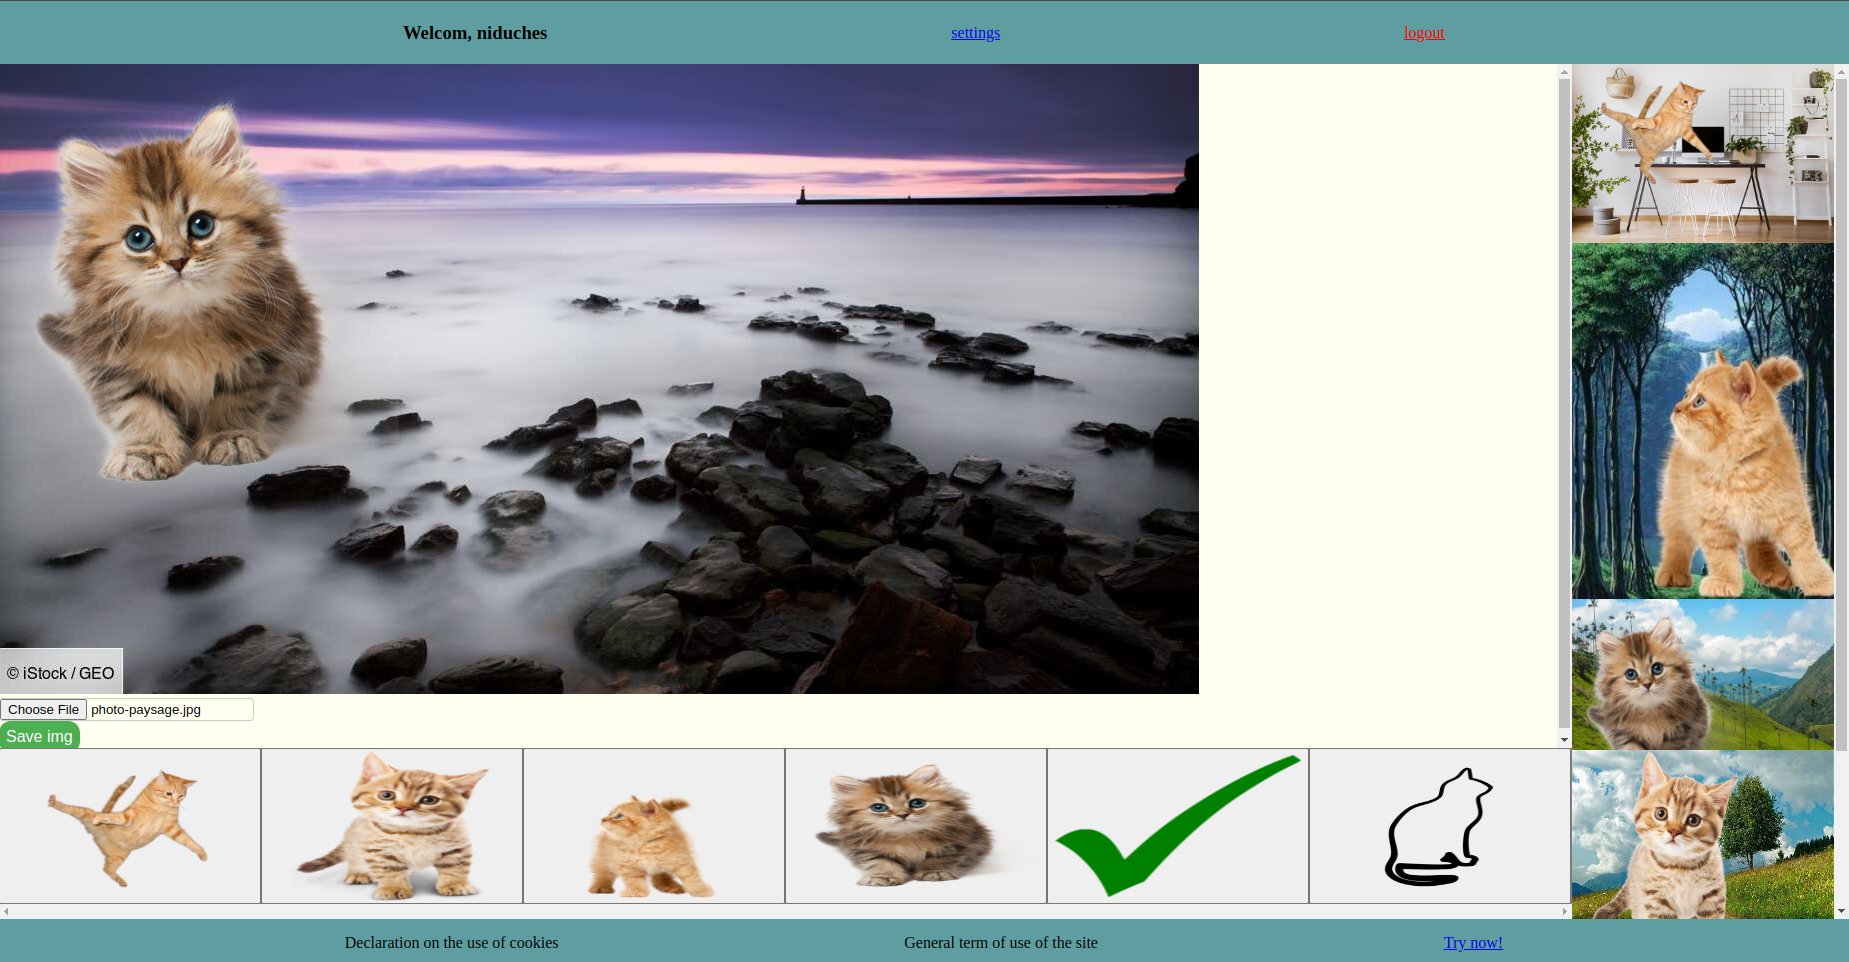 Welcom, niduches
settings
logout
© iStock / GEO
Choose File photo-paysage.jpg
Save img
Declaration on the use of cookies
General term of use of the site
Try now!